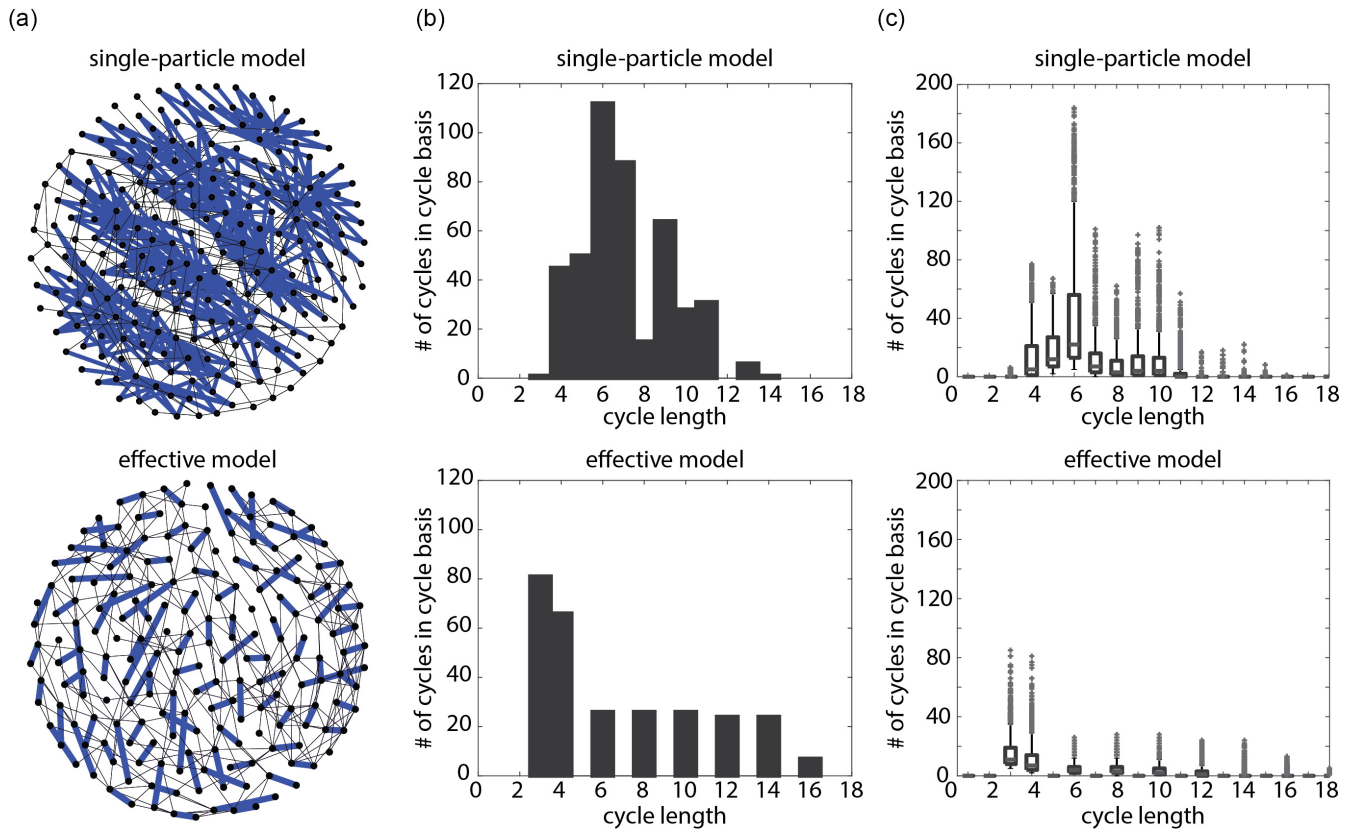 (a)
(b)
(c)
single-particle model
single-particle model
single-particle model
# of cycles in cycle basis
120
100
80
60
40
20
0
0 2 4 6 8 10 12 14 16 18
cycle length
# of cycles in cycle basis
200
160
120
80
40
0
0 2 4 6 8 10 12 14 16 18
cycle length
effective model
effective model
effective model
# of cycles in cycle basis
120
100
80
60
40
20
0
0 2 4 6 8 10 12 14 16 18
cycle length
# of cycles in cycle basis
200
160
120
80
40
0
0 2 4 6 8 10 12 14 16 18
cycle length